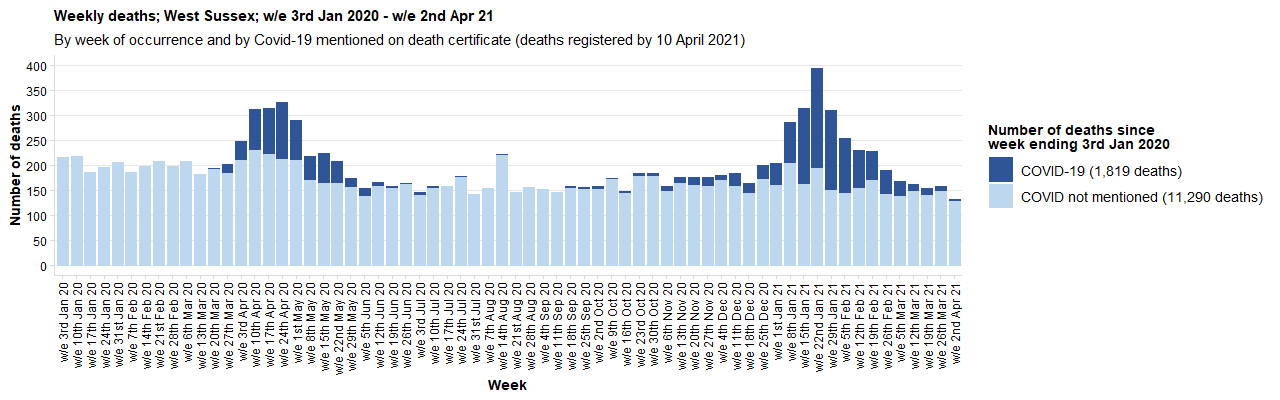 Weekly deaths; West Sussex; w/e 3rd Jan 2020 - w/e 2nd Apr 21
By week of occurrence and by Covid-19 mentioned on death certificate (deaths registered by 10 April 2021)
Number of deaths
400
350
300
250
200
150
100
50
0
w/e 3rd Jan 20
w/e 10th Jan 20
w/e 17th Jan 20
w/e 24th Jan 20
w/e 31st Jan 20
w/e 7th Feb 20
w/e 14th Feb 20
w/e 21st Feb 20
w/e 28th Feb 20
w/e 6th Mar 20
w/e 13th Mar 20
w/e 20th Mar 20
w/e 27th Mar 20
w/e 3rd Apr 20
w/e 10th Apr 20
w/e 17th Apr 20
w/e 24th Apr 20
w/e 1st May 20
w/e 8th May 20
w/e 15th May 20
w/e 22nd May 20
w/e 29th May 20
w/e 5th Jun 20
w/e 12th Jun 20
w/e 19th Jun 20
w/e 26th Jun 20
w/e 3rd Jul 20
w/e 10th Jul 20
w/e 17th Jul 20
w/e 24th Jul 20
w/e 31st Jul 20
w/e 7th Aug 20
w/e 14th Aug 20
w/e 21st Aug 20
w/e 28th Aug 20
w/e 4th Sep 20
w/e 11th Sep 20
w/e 18th Sep 20
w/e 25th Sep 20
w/e 2nd Oct 20
w/e 9th Oct 20
w/e 16th Oct 20
w/e 23rd Oct 20
w/e 30th Oct 20
w/e 6th Nov 20
w/e 13th Nov 20
w/e 20th Nov 20
w/e 27th Nov 20
w/e 4th Dec 20
w/e 11th Dec 20
w/e 18th Dec 20
w/e 25th Dec 20
w/e 1st Jan 21
w/e 8th Jan 21
w/e 15th Jan 21
w/e 22nd Jan 21
w/e 29th Jan 21
w/e 5th Feb 21
w/e 12th Feb 21
w/e 19th Feb 21
w/e 26th Feb 21
w/e 5th Mar 21
w/e 12th Mar 21
w/e 19th Mar 21
w/e 26th Mar 21
w/e 2nd Apr 21
Week
Number of deaths since
week ending 3rd Jan 2020
COVID-19 (1,819 deaths)
COVID not mentioned (11,290 deaths)